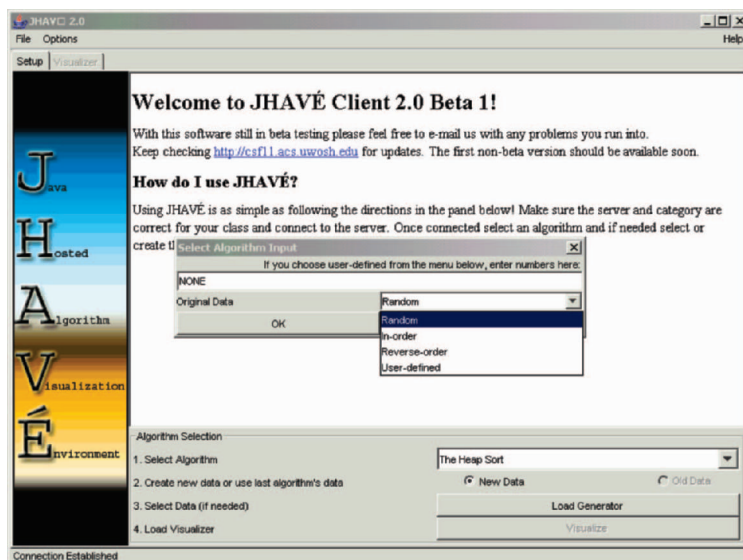 JHAVÉ 2.0
File Options Help
Setup Visualizer
Java
Hosted
Algorithm
Visualization
Environment
Welcome to JHAVÉ Client 2.0 Beta 1!
With this software still in beta testing please feel free to e-mail us with any problems you run into.
Keep checking http://csf11.acs.uwosh.edu for updates. The first non-beta version should be available soon.
How do I use JHAVÉ?
Using JHAVÉ is as simple as following the directions in the panel below! Make sure the server and category are
correct for your class and connect to the server. Once connected select an algorithm and if needed select or
create
Select Algorithm Input
If you choose user-defined from the menu below, enter numbers here:
NONE
Original Data Random
OK
Random
In-order
Reverse-order
User-defined
Algorithm Selection
1. Select Algorithm The Heap Sort
2. Create new data or use last algorithm's data New Data Old Data
3. Select Data (if needed) Load Generator
4. Load Visualizer Visualize
Connection Established